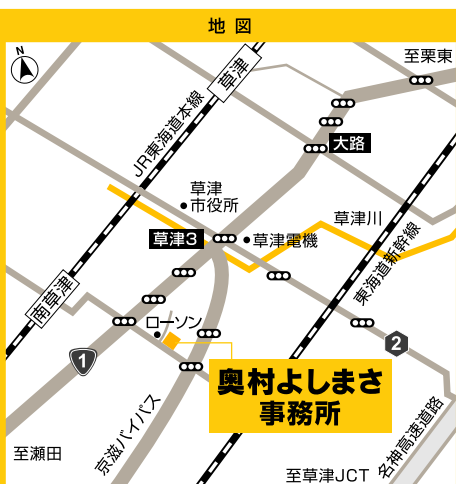 地図
N
至栗東
草津
JR東海道本線
大路
草津
市役所
草津川
草津3
草津電機
東海道新幹線
南草津
ローソン
1
2
奥村よしまさ
事務所
至瀬田
京滋バイパス
名神高速道路
至草津JCT